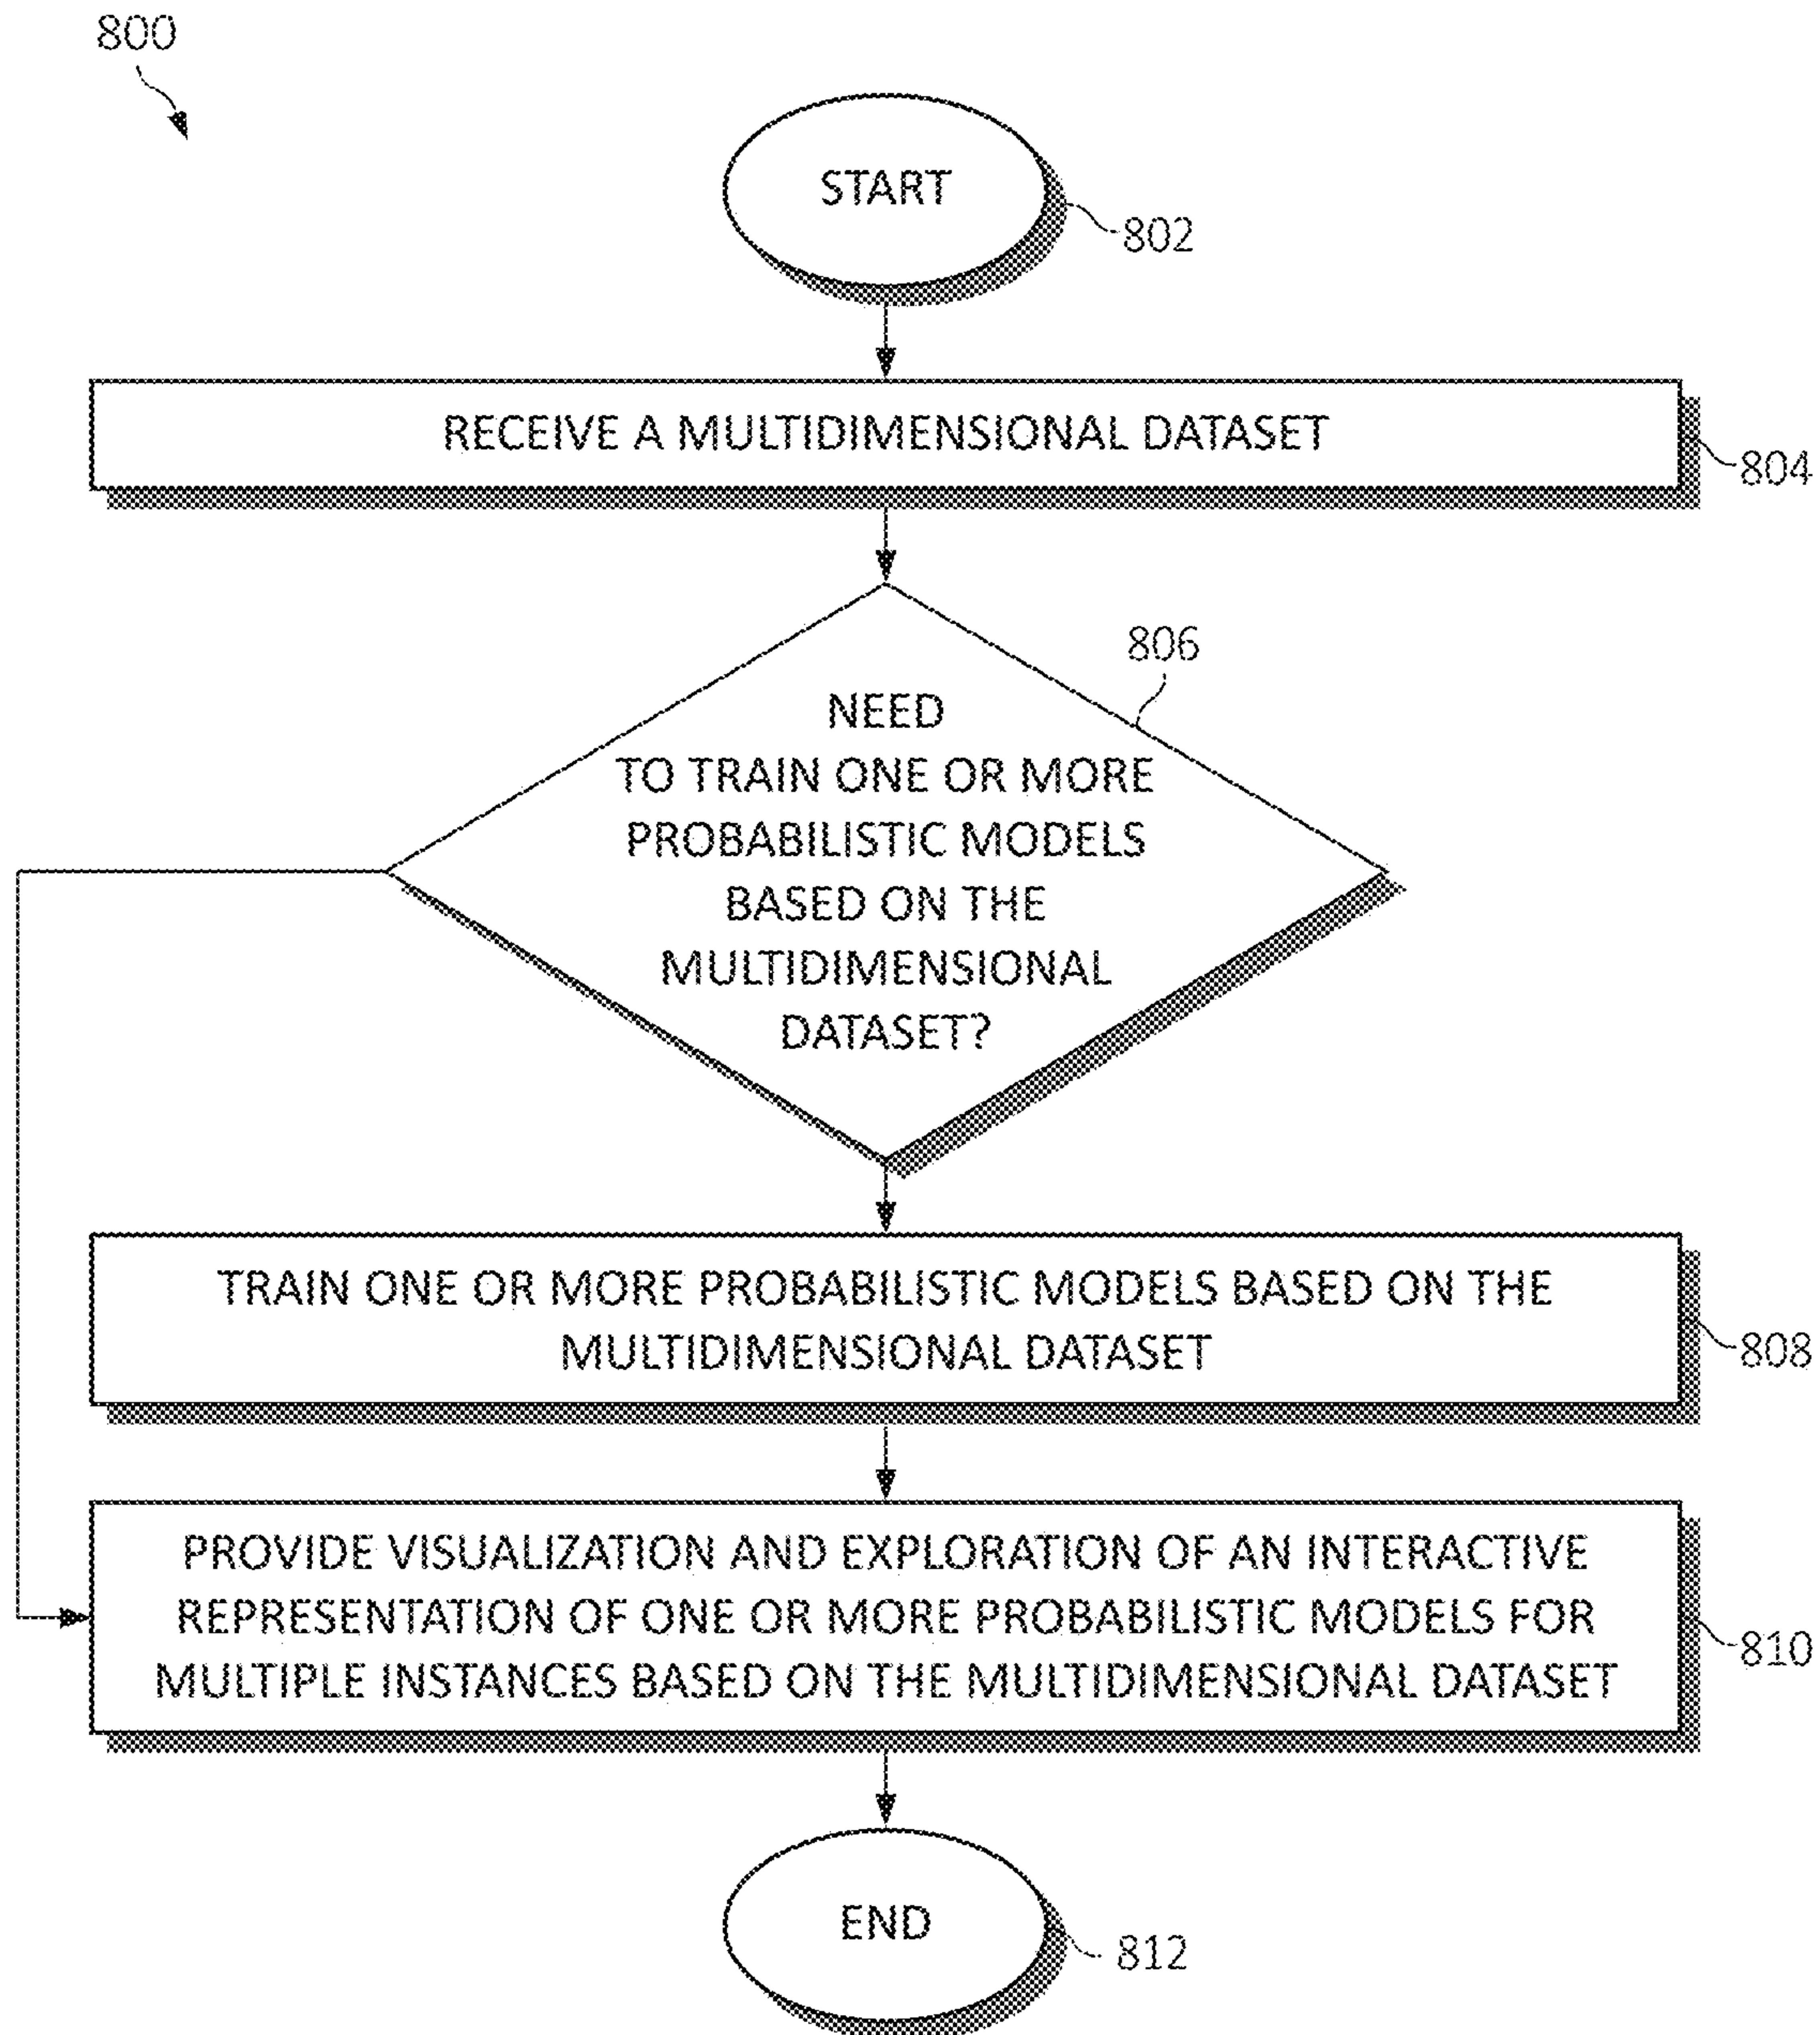 800
START
802
RECEIVE A MULTIDIMENSIONAL DATASET
804
806
NEED
TO TRAIN ONE OR MORE
PROBABILISTIC MODELS
BASED ON THE
MULTIDIMENSIONAL
DATASET?
TRAIN ONE OR MORE PROBABILISTIC MODELS BASED ON THE
MULTIDIMENSIONAL DATASET
808
PROVIDE VISUALIZATION AND EXPLORATION OF AN INTERACTIVE
REPRESENTATION OF ONE OR MORE PROBABILISTIC MODELS FOR
MULTIPLE INSTANCES BASED ON THE MULTIDIMENSIONAL DATASET
810
END
812